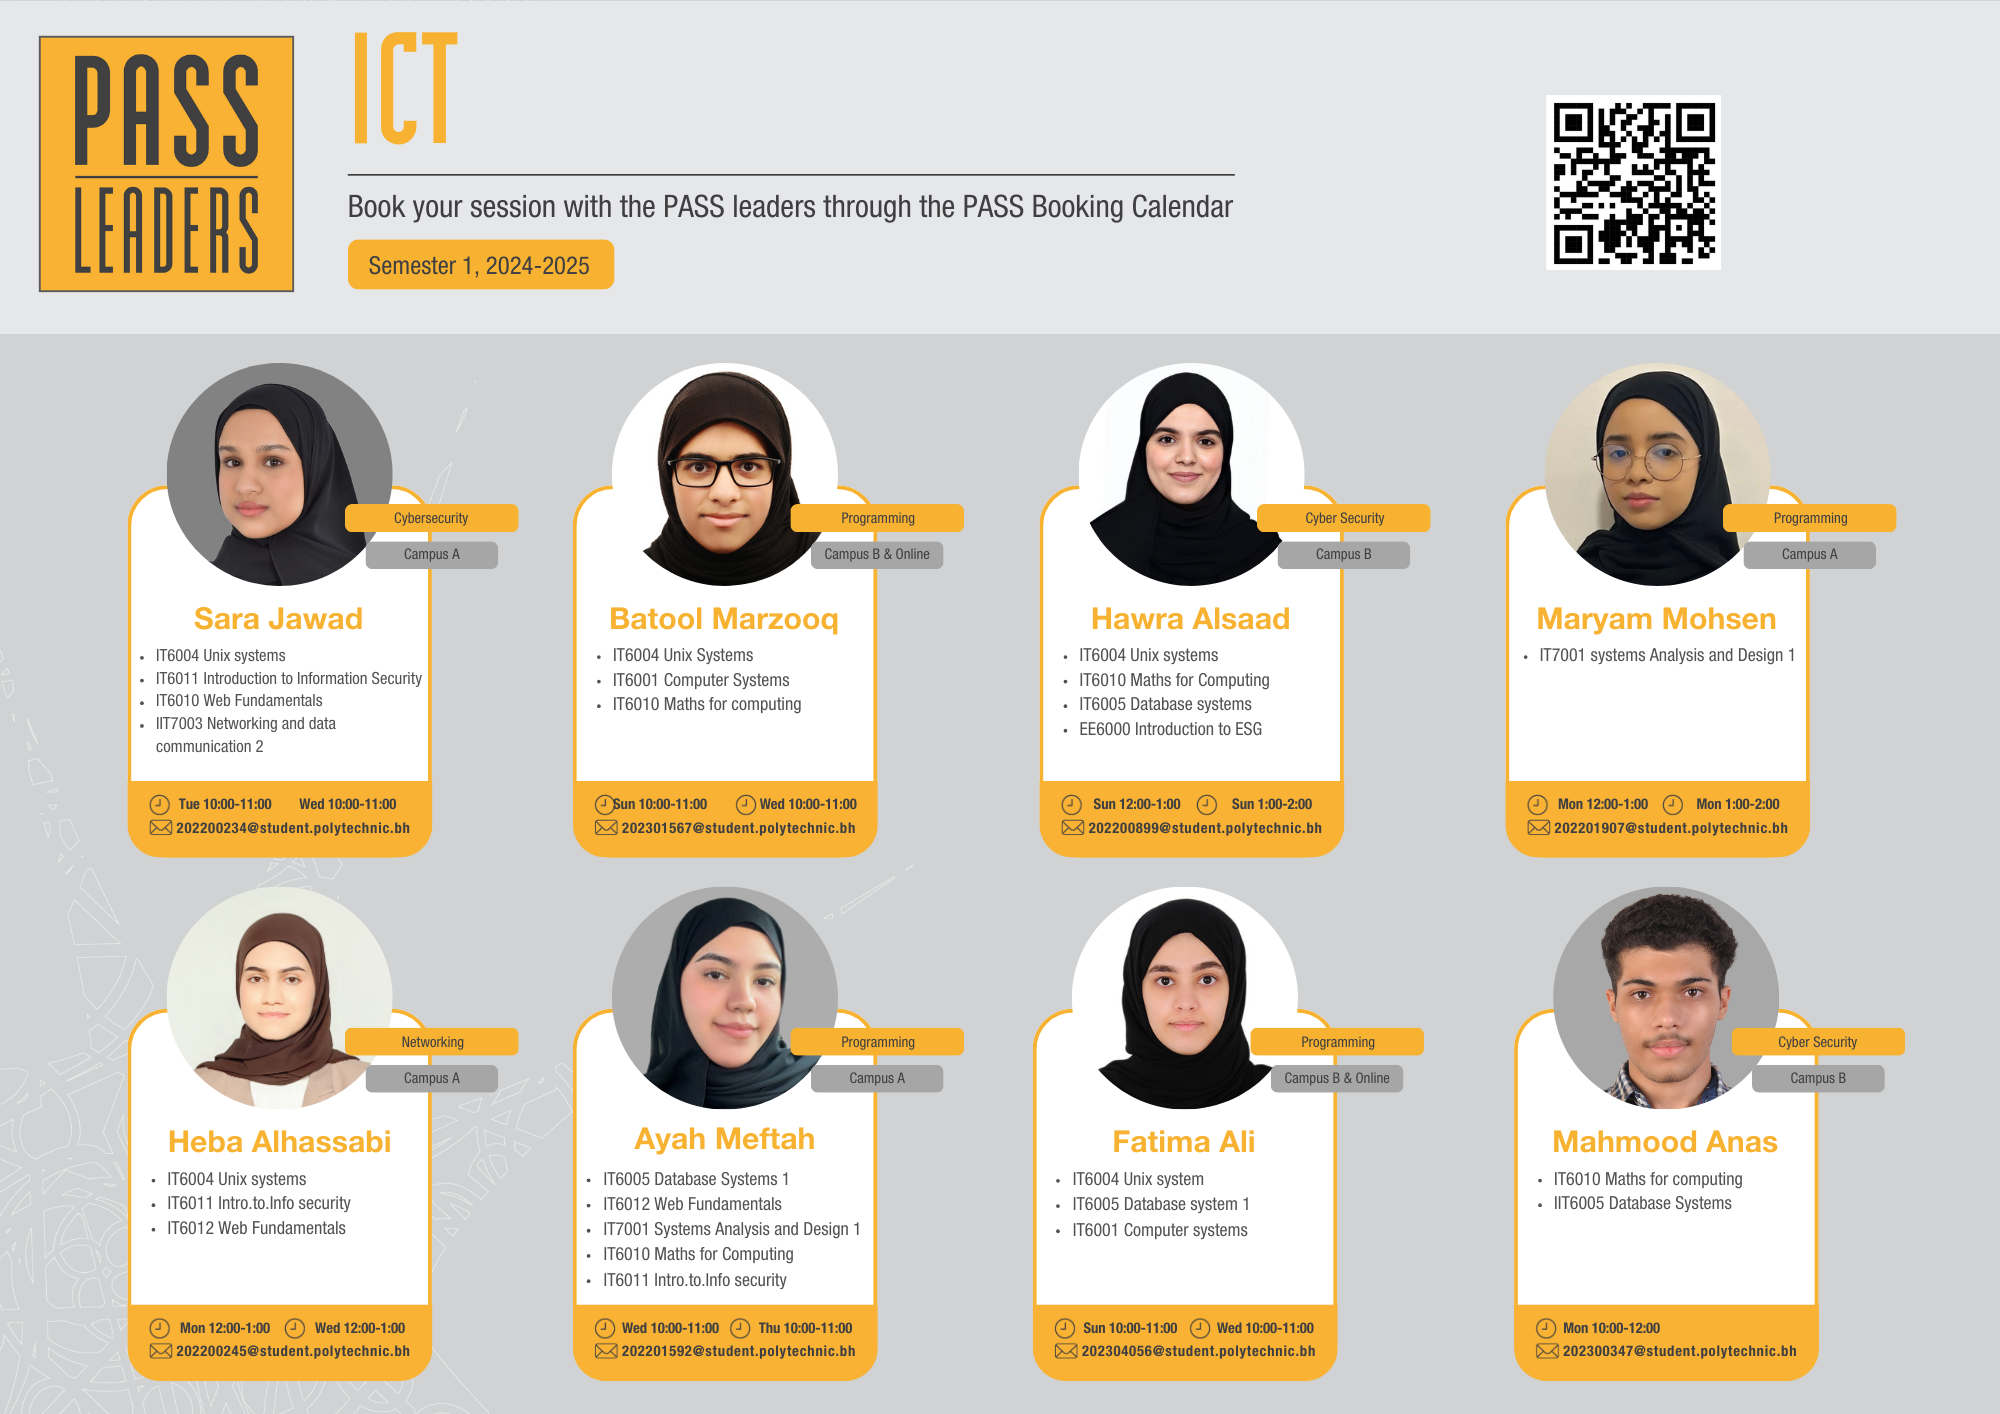 PASS
LEADERS
ICT
Book your session with the PASS leaders through the PASS Booking Calendar
Semester 1, 2024-2025
Cybersecurity
Campus A
Sara Jawad
IT6004 Unix systems
IT6011 Introduction to Information Security
IT6010 Web Fundamentals
IIT7003 Networking and data
communication 2
Tue 10:00-11:00 Wed 10:00-11:00
202200234@student.polytechnic.bh
Programming
Campus B & Online
Batool Marzooq
IT6004 Unix Systems
IT6001 Computer Systems
IT6010 Maths for computing
Sun 10:00-11:00 Wed 10:00-11:00
202301567@student.polytechnic.bh
Cyber Security
Campus B
Hawra Alsaad
IT6004 Unix systems
IT6010 Maths for Computing
IT6005 Database systems
EE6000 Introduction to ESG
Sun 12:00-1:00 Sun 1:00-2:00
202200899@student.polytechnic.bh
Programming
Campus A
Maryam Mohsen
IT7001 systems Analysis and Design 1
Mon 12:00-1:00 Mon 1:00-2:00
202201907@student.polytechnic.bh
Networking
Campus A
Heba Alhassabi
IT6004 Unix systems
IT6011 Intro.to.Info security
IT6012 Web Fundamentals
Mon 12:00-1:00 Wed 12:00-1:00
202200245@student.polytechnic.bh
Programming
Campus A
Ayah Meftah
IT6005 Database Systems 1
IT6012 Web Fundamentals
IT7001 Systems Analysis and Design 1
IT6010 Maths for Computing
IT6011 Intro.to.Info security
Wed 10:00-11:00 Thu 10:00-11:00
202201592@student.polytechnic.bh
Programming
Campus B & Online
Fatima Ali
IT6004 Unix system
IT6005 Database system 1
IT6001 Computer systems
Sun 10:00-11:00 Wed 10:00-11:00
202304056@student.polytechnic.bh
Cyber Security
Campus B
Mahmood Anas
IT6010 Maths for computing
IIT6005 Database Systems
Mon 10:00-12:00
202300347@student.polytechnic.bh